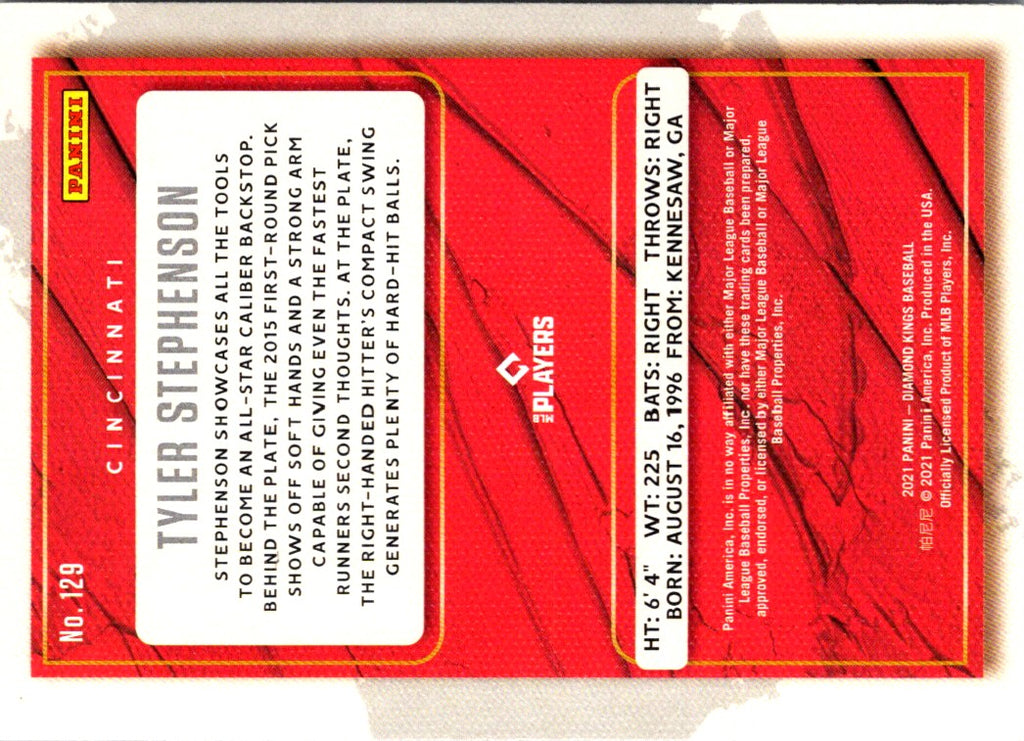 No. 129
PANINI
CINCINNATI
TYLER STEPHENSON
STEPHENSON SHOWCASES ALL THE TOOLS
TO BECOME AN ALL-STAR CALIBER BACKSTOP.
BEHIND THE PLATE, THE 2015 FIRST-ROUND PICK
SHOWS OFF SOFT HANDS AND A STRONG ARM
CAPABLE OF GIVING EVEN THE FASTEST
RUNNERS SECOND THOUGHTS. AT THE PLATE,
THE RIGHT-HANDED HITTER'S COMPACT SWING
GENERATES PLENTY OF HARD-HIT BALLS.
MLB PLAYERS
HT: 6' 4" WT: 225 BATS: RIGHT THROWS: RIGHT
BORN: AUGUST 16, 1996 FROM: KENNESAW, GA
Panini America, Inc. is in no way affiliated with either Major League Baseball or Major
League Baseball Properties, Inc., nor have these trading cards been prepared,
approved, endorsed, or licensed by either Major League Baseball or Major League
Baseball Properties, Inc.
2021 PANINI – DIAMOND KINGS BASEBALL
帕尼尼 © 2021 Panini America, Inc. Produced in the USA.
Officially Licensed Product of MLB Players, Inc.